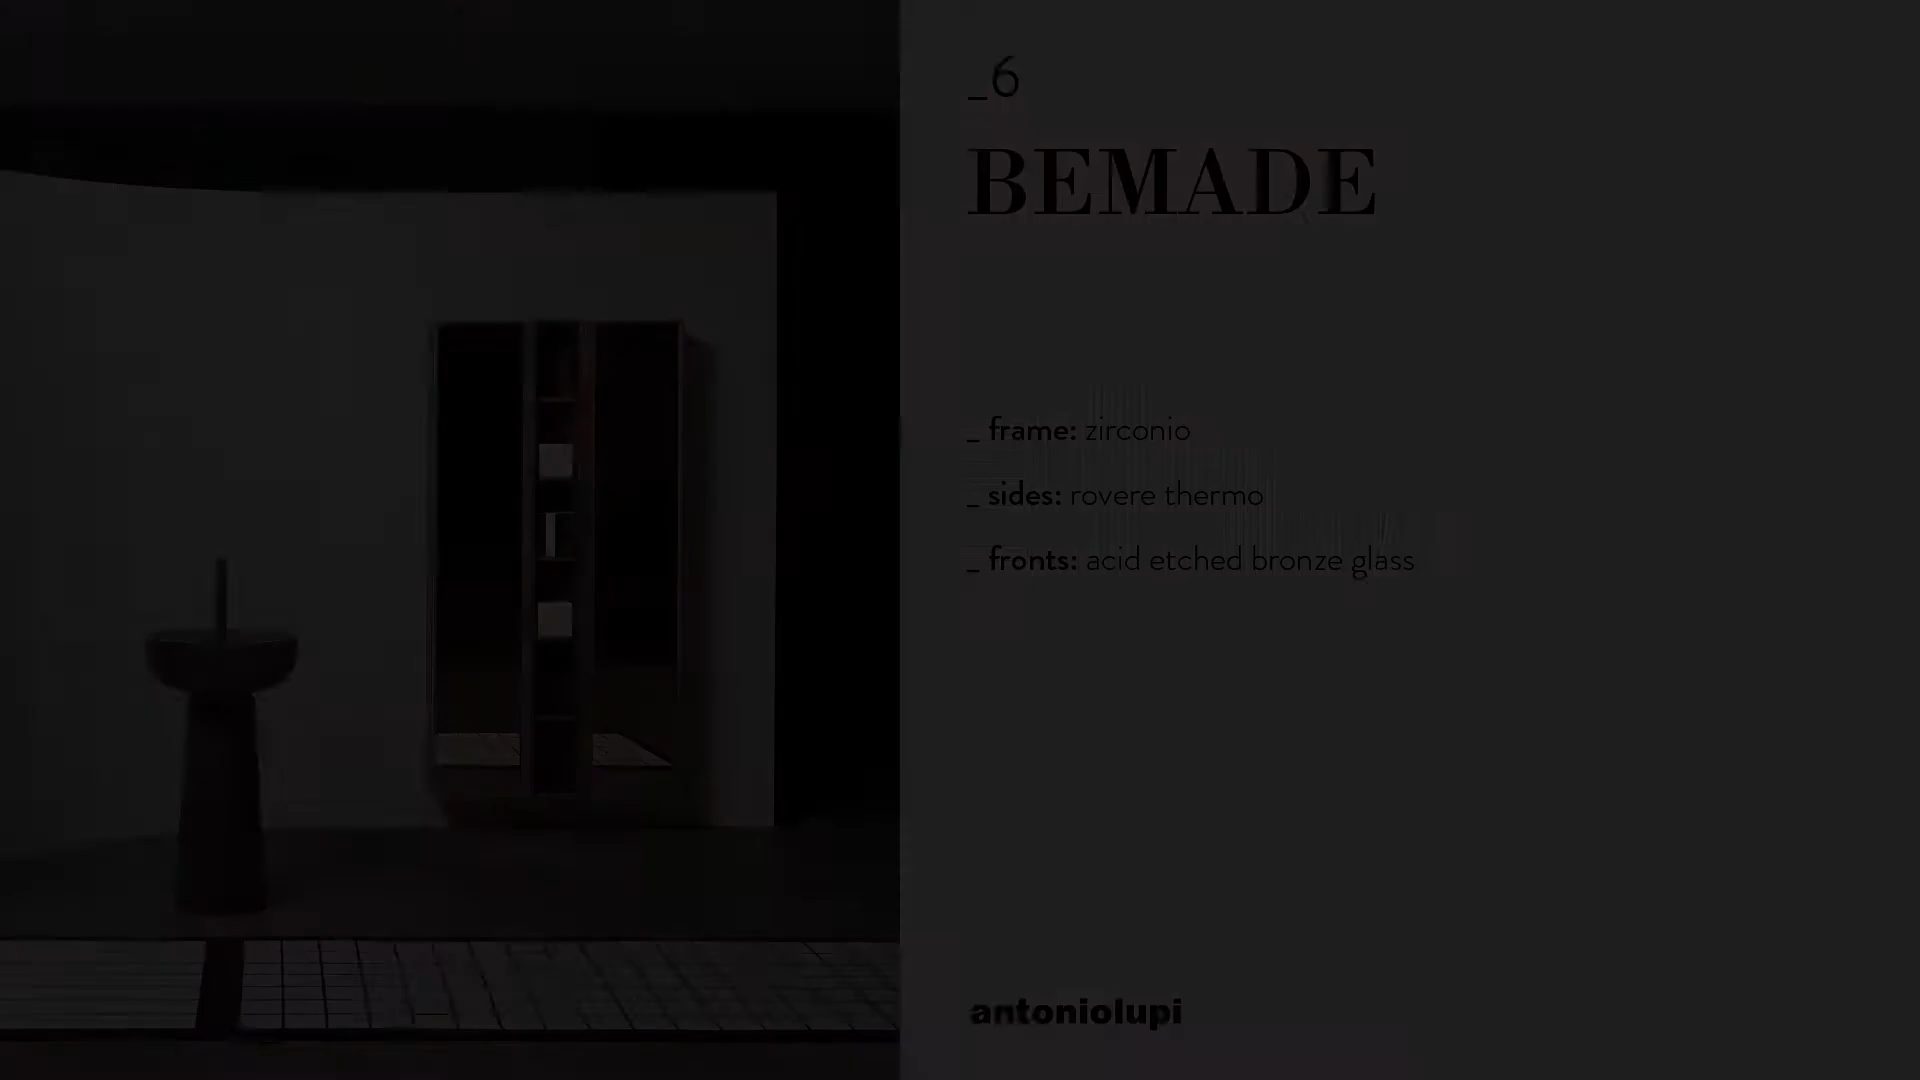 _6
BEMADE
_ frame: zirconio
_ sides: rovere thermo
_ fronts: acid etched bronze glass
antoniolupi